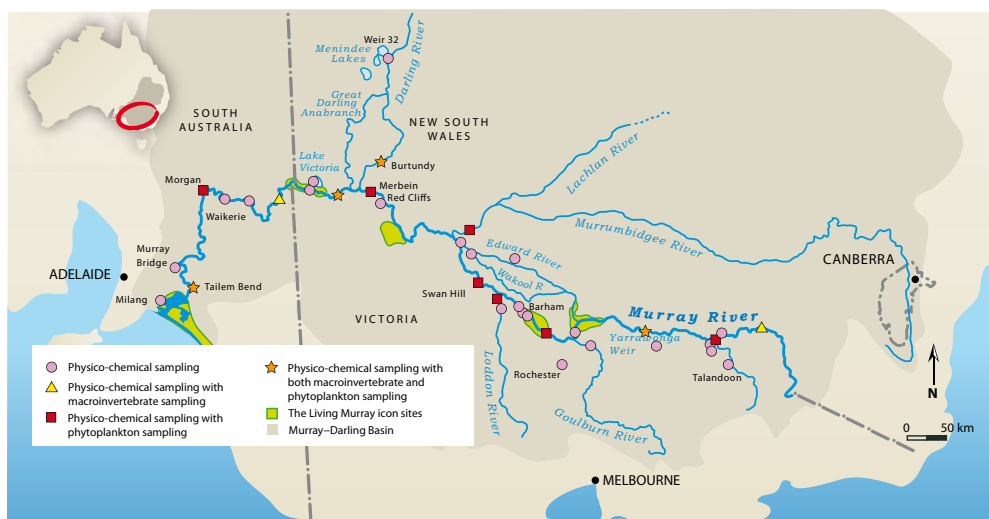 Weir 32
Menindee
Lakes
Darling River
Great
Darling
Anabranch
SOUTH
AUSTRALIA
NEW SOUTH
WALES
Lake
Victoria
Burtundy
Lachlan River
Morgan
Merbein
Red Cliffs
Waikerie
Murrumbidgee River
Murray
Bridge
Edward River
CANBERRA
ADELAIDE
Wakool R
Tailem Bend
Milang
Swan Hill
Barham
Murray River
VICTORIA
Yarrawonga
Weir
Rochester
Talandoon
Loddon River
Goulburn River
N
0 50 km
MELBOURNE
Physico-chemical sampling
Physico-chemical sampling with
macroinvertebrate sampling
Physico-chemical sampling with
phytoplankton sampling
Physico-chemical sampling with
both macroinvertebrate and
phytoplankton sampling
The Living Murray icon sites
Murray–Darling Basin